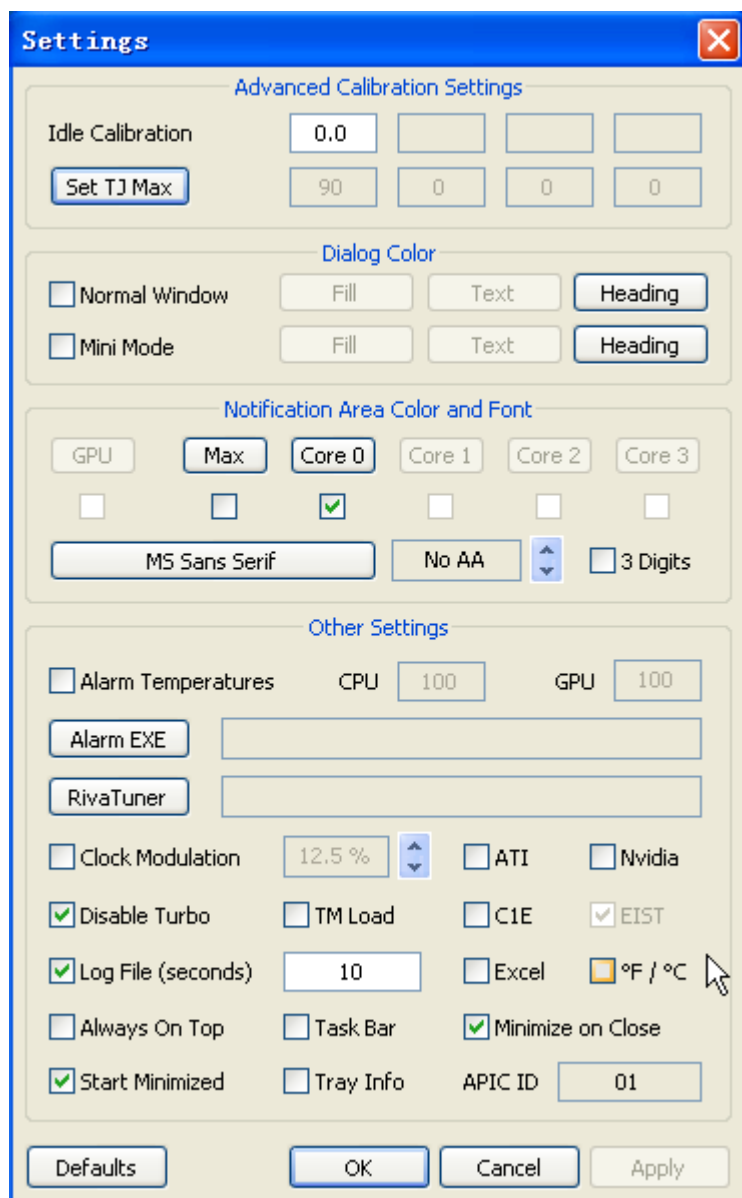 Settings
Advanced Calibration Settings
Idle Calibration 0.0
Set TJ Max 90 0 0 0
Dialog Color
Normal Window Fill Text Heading
Mini Mode Fill Text Heading
Notification Area Color and Font
GPU Max Core 0 Core 1 Core 2 Core 3
MS Sans Serif No AA 3 Digits
Other Settings
Alarm Temperatures CPU 100 GPU 100
Alarm EXE
RivaTuner
Clock Modulation 12.5 % ATI Nvidia
Disable Turbo TM Load C1E EIST
Log File (seconds) 10 Excel ºF / ºC
Always On Top Task Bar Minimize on Close
Start Minimized Tray Info APIC ID 01
Defaults OK Cancel Apply